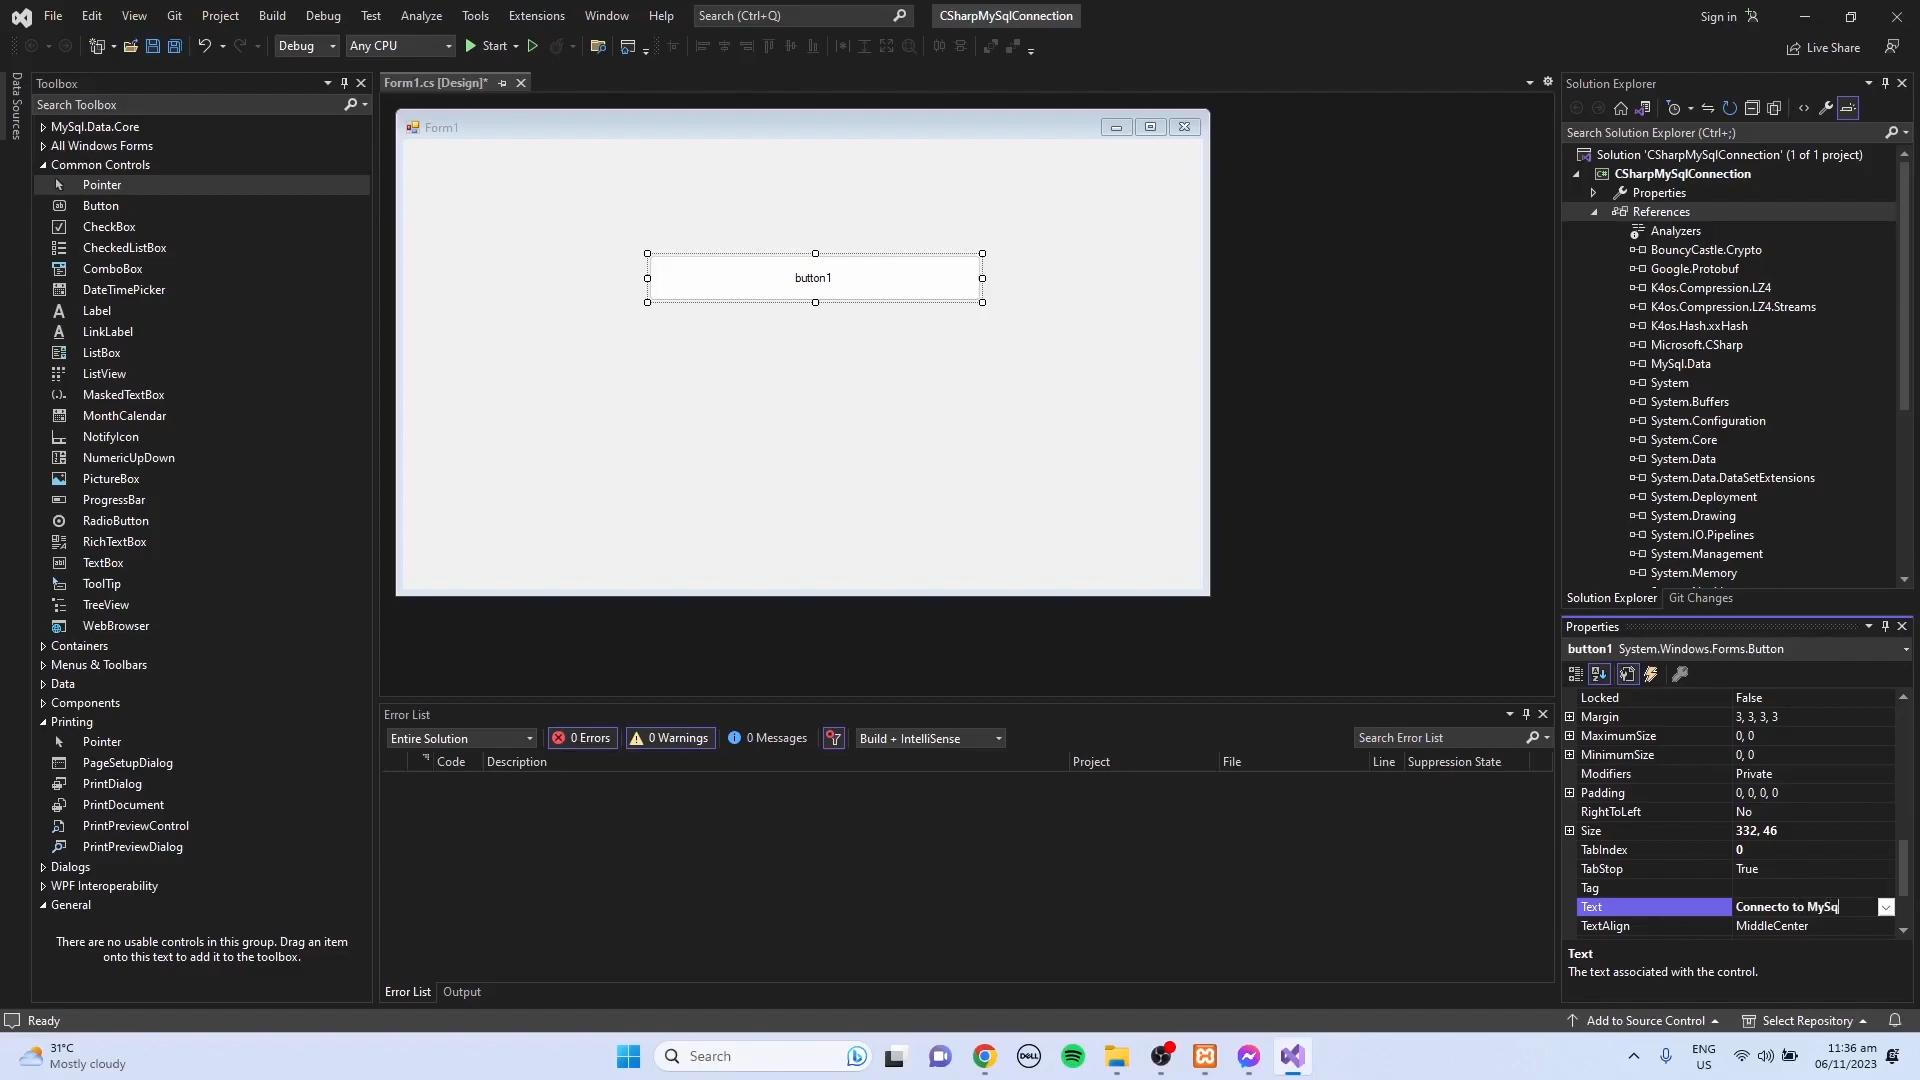 File Edit View Git Project Build Debug Test Analyze Tools Extensions Window Help Search (Ctrl+Q) CSharpMySqlConnection Sign in
Debug Any CPU Start Live Share
Data Sources
Toolbox
Search Toolbox
MySql.Data.Core
All Windows Forms
Common Controls
Pointer
Button
CheckBox
CheckedListBox
ComboBox
DateTimePicker
Label
LinkLabel
ListBox
ListView
MaskedTextBox
MonthCalendar
NotifyIcon
NumericUpDown
PictureBox
ProgressBar
RadioButton
RichTextBox
TextBox
ToolTip
TreeView
WebBrowser
Containers
Menus & Toolbars
Data
Components
Printing
Pointer
PageSetupDialog
PrintDialog
PrintDocument
PrintPreviewControl
PrintPreviewDialog
Dialogs
WPF Interoperability
General
There are no usable controls in this group. Drag an item
onto this text to add it to the toolbox.
Form1.cs [Design]*
Form1
button1
Error List
Entire Solution 0 Errors 0 Warnings 0 Messages Build + IntelliSense Search Error List
Code Description Project File Line Suppression State
Error List Output
Solution Explorer
Search Solution Explorer (Ctrl+;)
Solution 'CSharpMySqlConnection' (1 of 1 project)
CSharpMySqlConnection
Properties
References
Analyzers
BouncyCastle.Crypto
Google.Protobuf
K4os.Compression.LZ4
K4os.Compression.LZ4.Streams
K4os.Hash.xxHash
Microsoft.CSharp
MySql.Data
System
System.Buffers
System.Configuration
System.Core
System.Data
System.Data.DataSetExtensions
System.Deployment
System.Drawing
System.IO.Pipelines
System.Management
System.Memory
Solution Explorer Git Changes
Properties
button1 System.Windows.Forms.Button
Locked False
Margin 3, 3, 3, 3
MaximumSize 0, 0
MinimumSize 0, 0
Modifiers Private
Padding 0, 0, 0, 0
RightToLeft No
Size 332, 46
TabIndex 0
TabStop True
Tag
Text Connecto to MySq
TextAlign MiddleCenter
Text
The text associated with the control.
Ready Add to Source Control Select Repository
31°C
Mostly cloudy
Search
DELL
ENG
US
11:36 am
06/11/2023